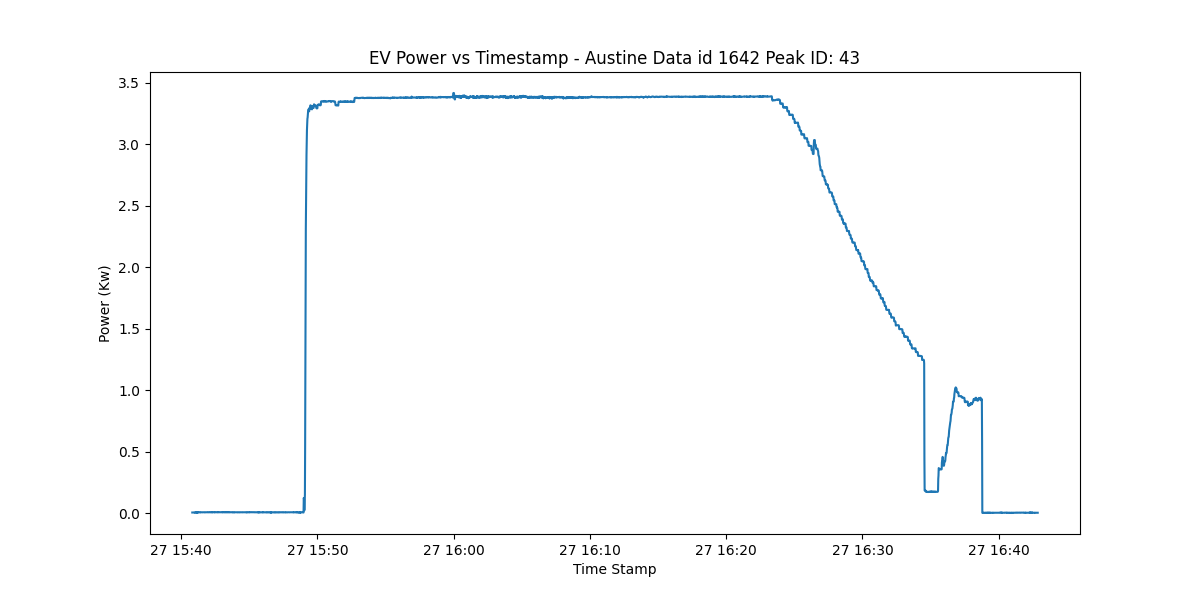 EV Power vs Timestamp - Austine Data id 1642 Peak ID: 43
3.5
3.0
2.5
2.0
1.5
1.0
0.5
0.0
Power (Kw)
27 15:40 27 15:50 27 16:00 27 16:10 27 16:20 27 16:30 27 16:40
Time Stamp